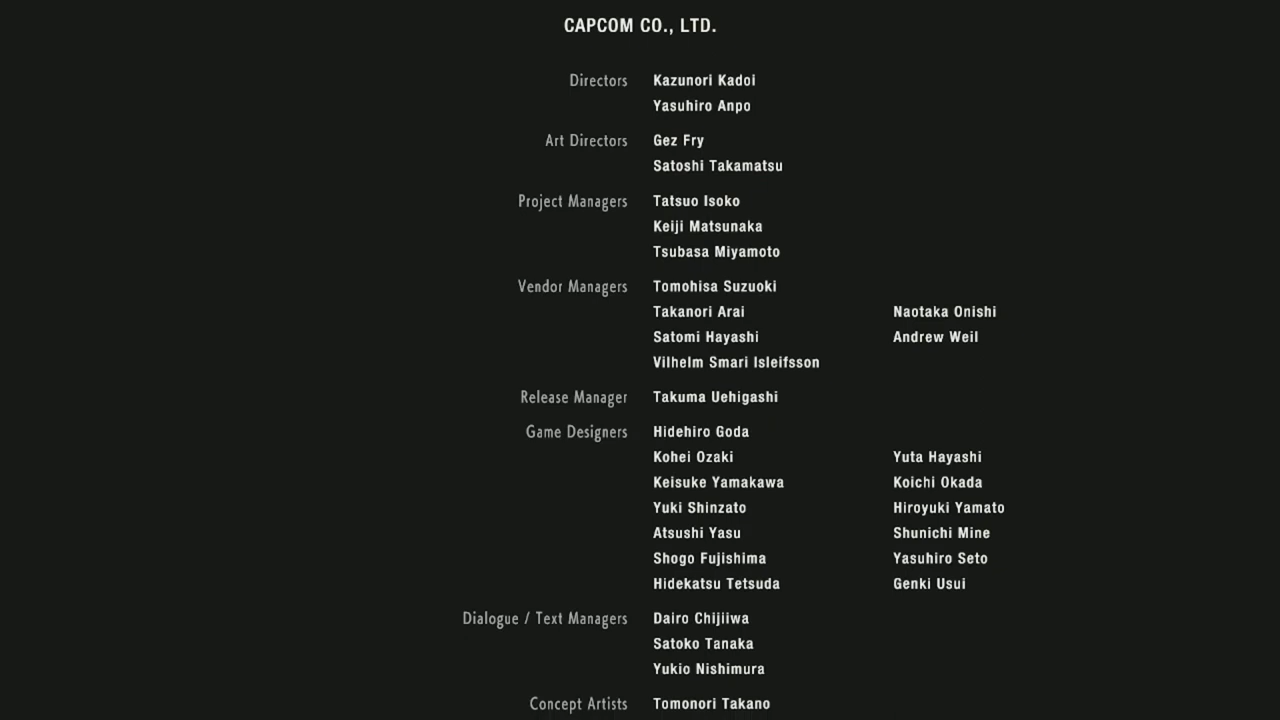 CAPCOM CO., LTD.
Directors Kazunori Kadoi
Yasuhiro Anpo
Art Directors Gez Fry
Satoshi Takamatsu
Project Managers Tatsuo Isoko
Keiji Matsunaka
Tsubasa Miyamoto
Vendor Managers Tomohisa Suzuoki
Takanori Arai Naotaka Onishi
Satomi Hayashi Andrew Weil
Vilhelm Smari Isleifsson
Release Manager Takuma Uehigashi
Game Designers Hidehiro Goda
Kohei Ozaki Yuta Hayashi
Keisuke Yamakawa Koichi Okada
Yuki Shinzato Hiroyuki Yamato
Atsushi Yasu Shunichi Mine
Shogo Fujishima Yasuhiro Seto
Hidekatsu Tetsuda Genki Usui
Dialogue / Text Managers Dairo Chijiiwa
Satoko Tanaka
Yukio Nishimura
Concept Artists Tomonori Takano